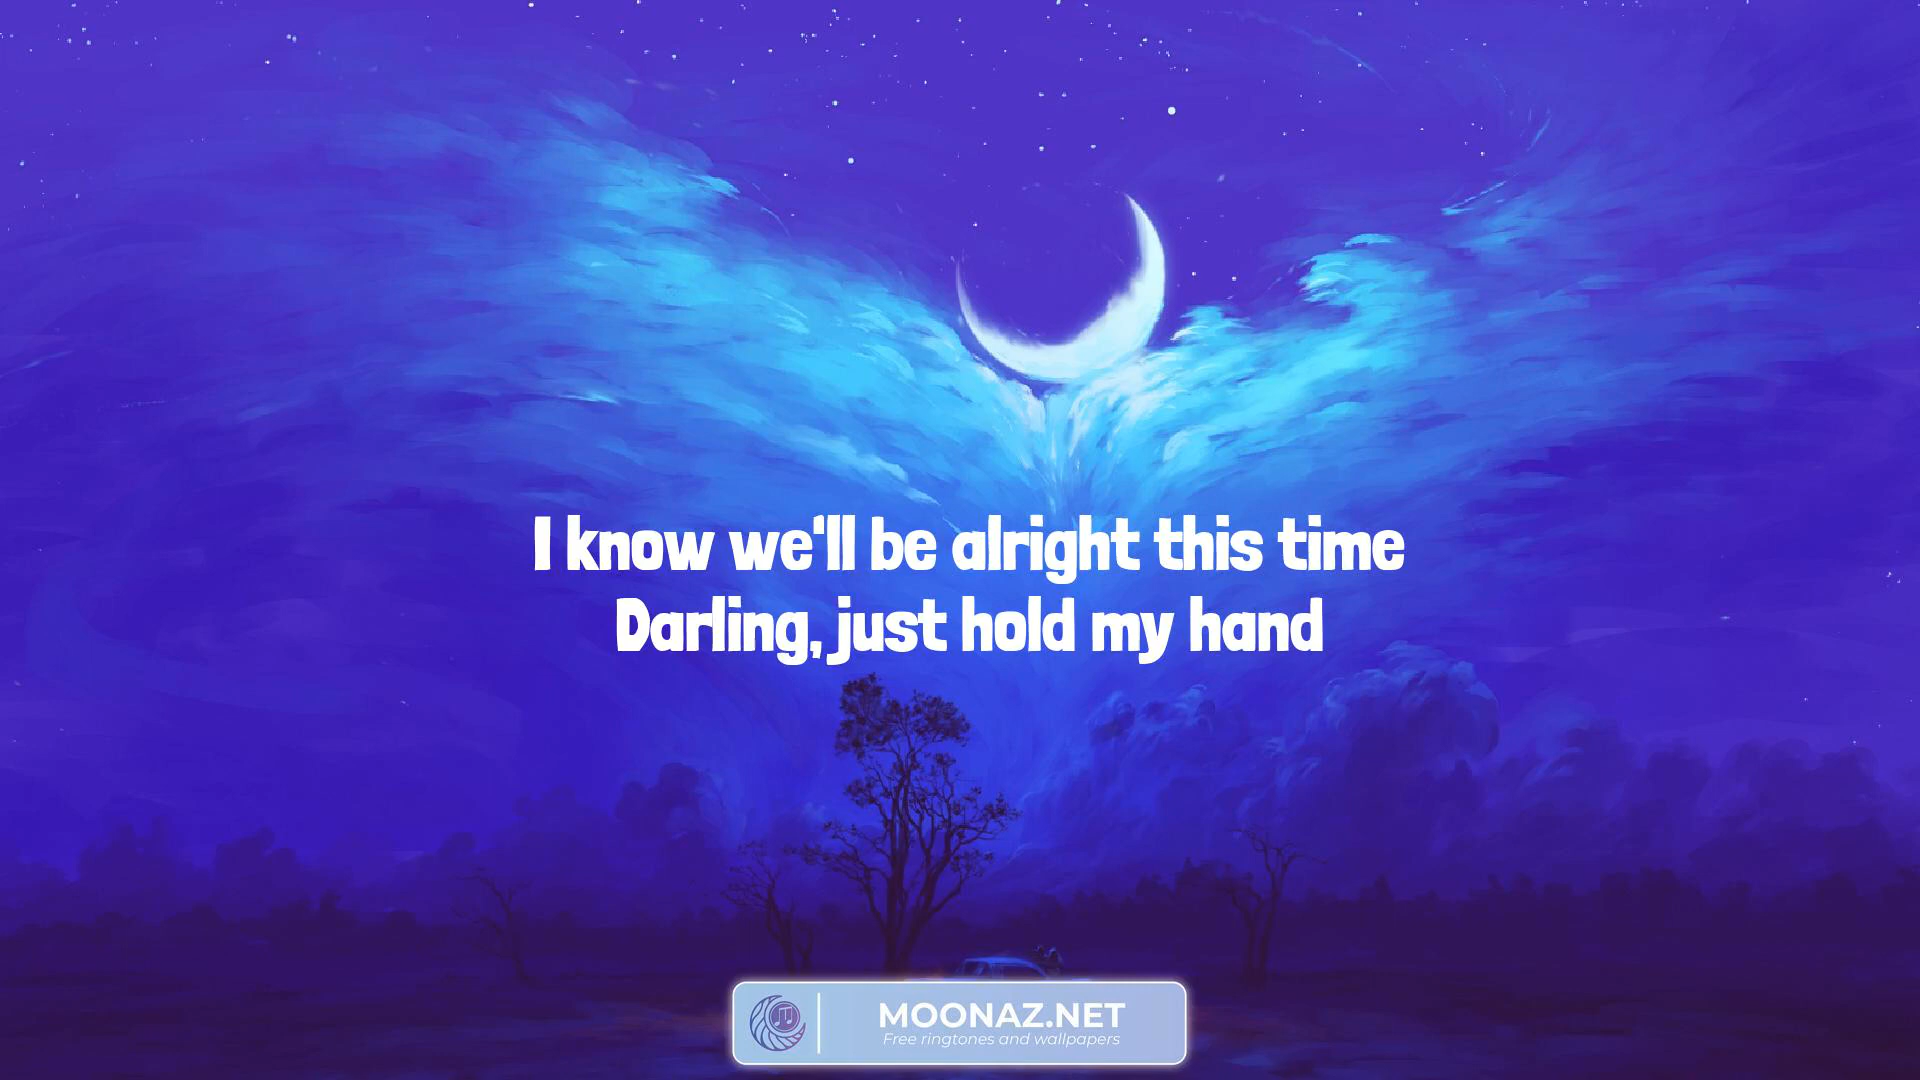 I know we'll be alright this time
Darling, just hold my hand
MOONAZ.NET
Free ringtones and wallpapers